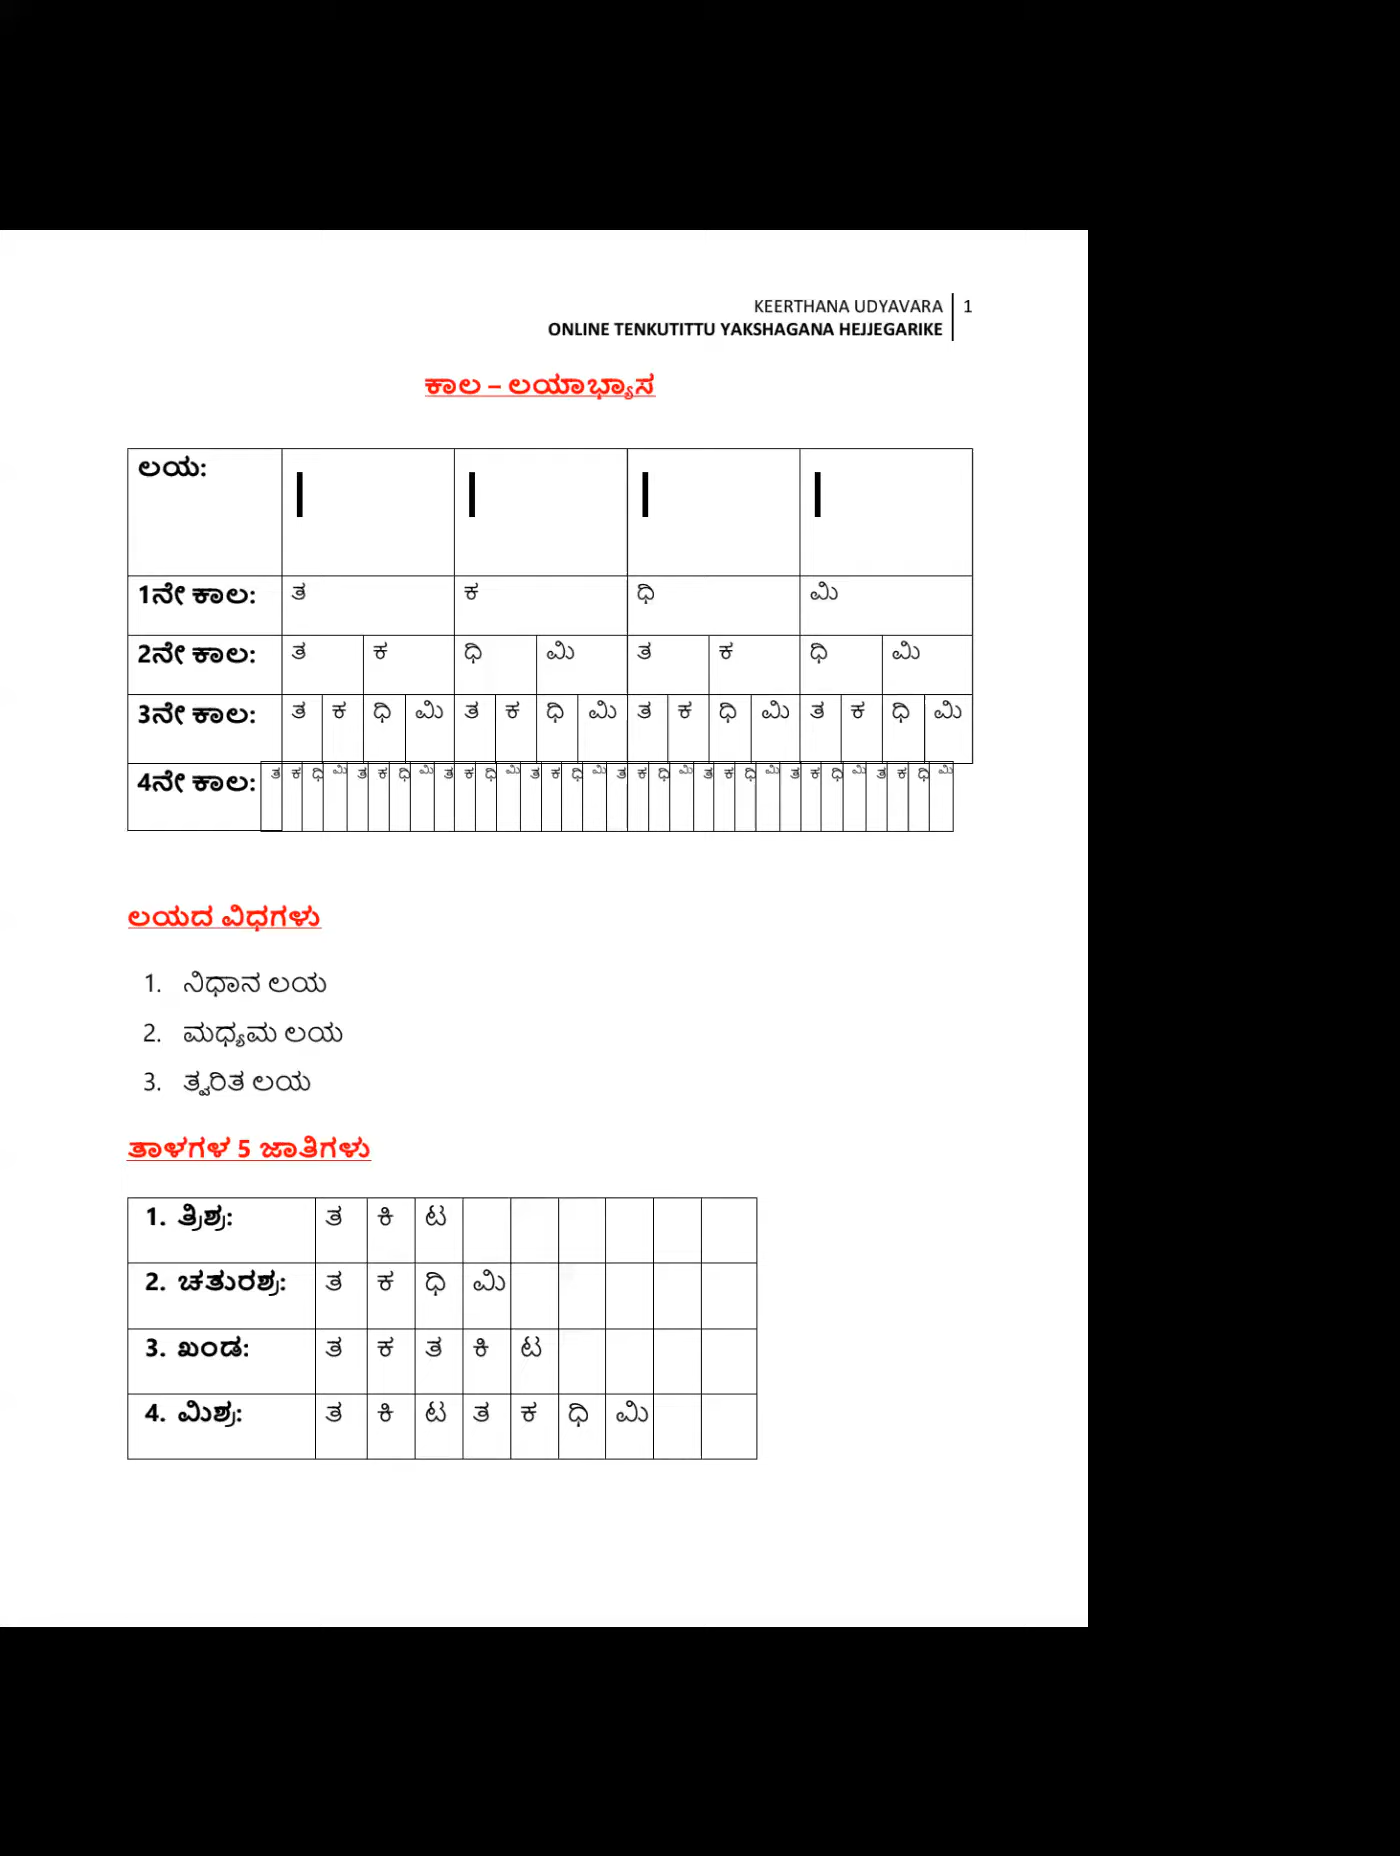 KEERTHANA UDYAVARA 1
ONLINE TENKUTITTU YAKSHAGANA HEJJEGARIKE
ಕಾಲ – ಲಯಾಭ್ಯಾಸ
ಲಯ: | | | |
1ನೇ ಕಾಲ: ತ ಕ ಧಿ ಮಿ
2ನೇ ಕಾಲ: ತ ಕ ಧಿ ಮಿ ತ ಕ ಧಿ ಮಿ
3ನೇ ಕಾಲ: ತ ಕ ಧಿ ಮಿ ತ ಕ ಧಿ ಮಿ ತ ಕ ಧಿ ಮಿ ತ ಕ ಧಿ ಮಿ
4ನೇ ಕಾಲ: ತ ಕ ಧಿ ಮಿ ತ ಕ ಧಿ ಮಿ ತ ಕ ಧಿ ಮಿ ತ ಕ ಧಿ ಮಿ ತ ಕ ಧಿ ಮಿ ತ ಕ ಧಿ ಮಿ ತ ಕ ಧಿ ಮಿ ತ ಕ ಧಿ ಮಿ
ಲಯದ ವಿಧಗಳು
1. ನಿಧಾನ ಲಯ
2. ಮಧ್ಯಮ ಲಯ
3. ತ್ವರಿತ ಲಯ
ತಾಳಗಳ 5 ಜಾತಿಗಳು
1. ತ್ರಿಶ್ರ: ತ ಕಿ ಟ
2. ಚತುರಶ್ರ: ತ ಕ ಧಿ ಮಿ
3. ಖಂಡ: ತ ಕ ತ ಕಿ ಟ
4. ಮಿಶ್ರ: ತ ಕಿ ಟ ತ ಕ ಧಿ ಮಿ